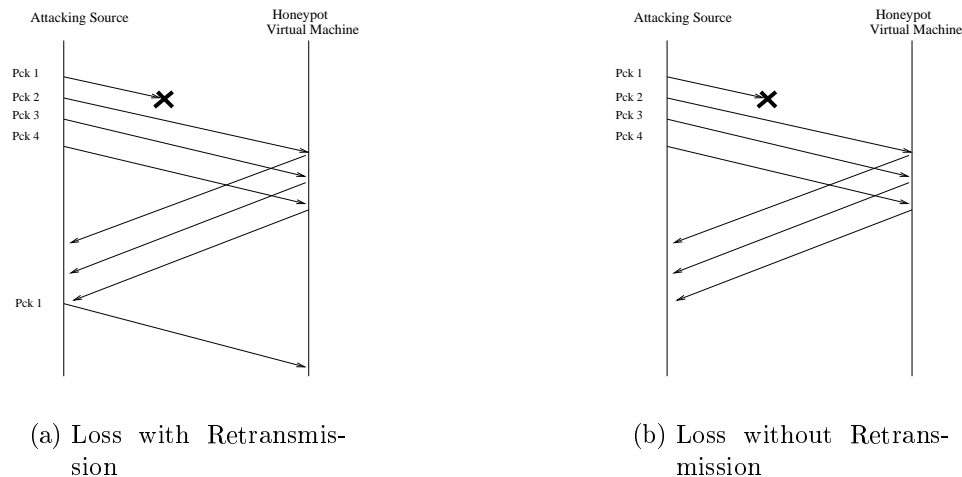 Attacking Source
Honeypot
Virtual Machine
Pck 1
Pck 2
Pck 3
Pck 4
Pck 1
(a) Loss with Retransmis-
sion
Attacking Source
Honeypot
Virtual Machine
Pck 1
Pck 2
Pck 3
Pck 4
(b) Loss without Retrans-
mission